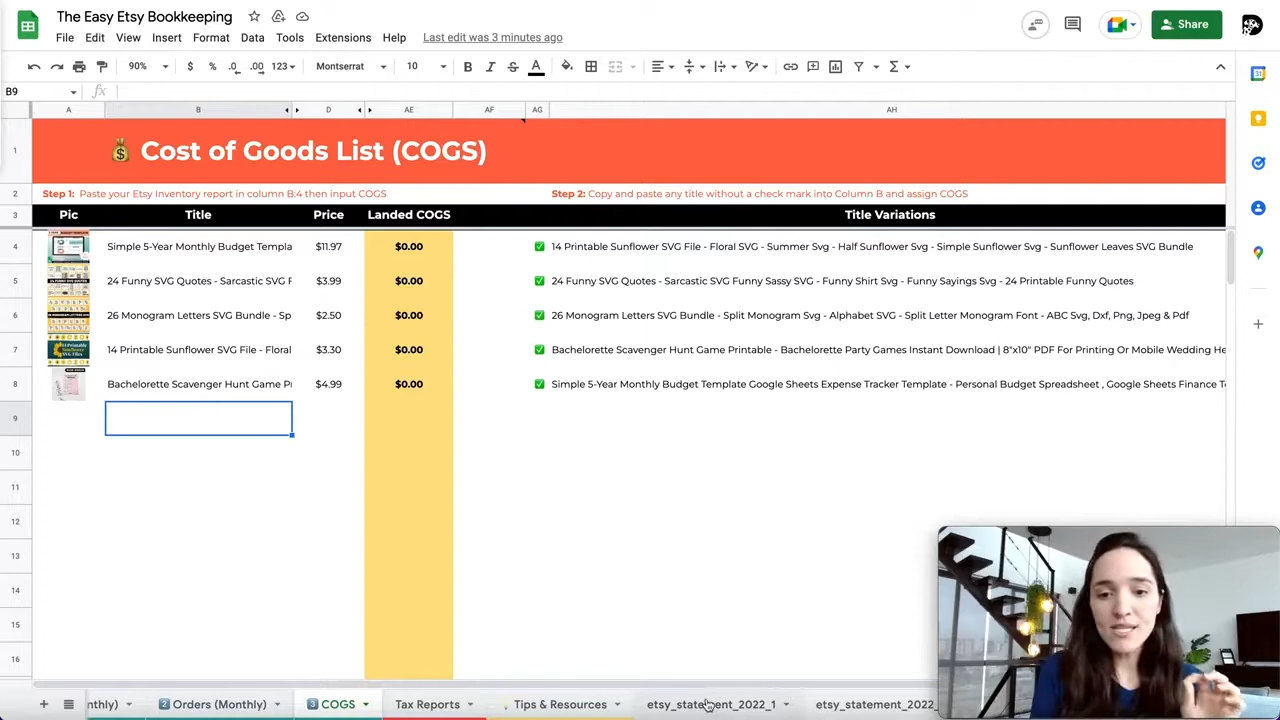 The Easy Etsy Bookkeeping
File Edit View Insert Format Data Tools Extensions Help Last edit was 3 minutes ago
Share
90% $ % .0 .00 123 Montserrat 10 B I S A Σ
B9 fx
A B D AE AF AG AH
1 💰 Cost of Goods List (COGS)
2 Step 1: Paste your Etsy Inventory report in column B:4 then input COGS Step 2: Copy and paste any title without a check mark into Column B and assign COGS
3 Pic Title Price Landed COGS Title Variations
4 Simple 5-Year Monthly Budget Templa $11.97 $0.00 ✅ 14 Printable Sunflower SVG File - Floral SVG - Summer Svg - Half Sunflower Svg - Simple Sunflower Svg - Sunflower Leaves SVG Bundle
5 24 Funny SVG Quotes - Sarcastic SVG F $3.99 $0.00 ✅ 24 Funny SVG Quotes - Sarcastic SVG Funny Sassy SVG - Funny Shirt Svg - Funny Sayings Svg - 24 Printable Funny Quotes
6 26 Monogram Letters SVG Bundle - Sp $2.50 $0.00 ✅ 26 Monogram Letters SVG Bundle - Split Monogram Svg - Alphabet SVG - Split Letter Monogram Font - ABC Svg, Dxf, Png, Jpeg & Pdf
7 14 Printable Sunflower SVG File - Floral $3.30 $0.00 ✅ Bachelorette Scavenger Hunt Game Printable - Bachelorette Party Games Instant Download | 8"x10" PDF For Printing Or Mobile Wedding He
8 Bachelorette Scavenger Hunt Game Pr $4.99 $0.00 ✅ Simple 5-Year Monthly Budget Template Google Sheets Expense Tracker Template - Personal Budget Spreadsheet , Google Sheets Finance T
9
10
11
12
13
14
15
16
nthly) 2 Orders (Monthly) 3 COGS Tax Reports Tips & Resources etsy_statement_2022_1 etsy_statement_2022_